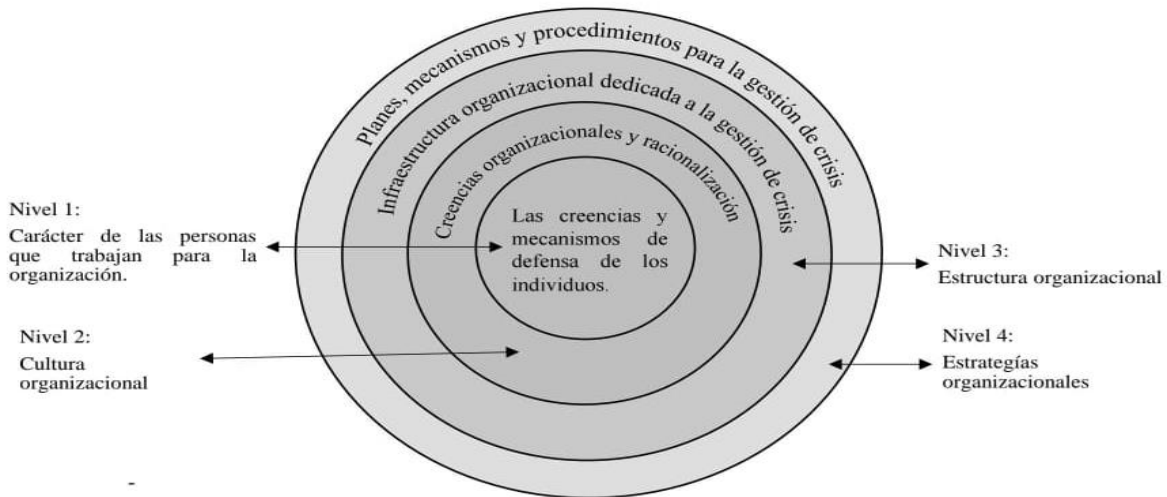 Planes, mecanismos y procedimientos para la gestión de crisis
Infraestructura organizacional dedicada a la gestión de crisis
Creencias organizacionales y racionalización
Las creencias y
mecanismos de
defensa de los
individuos.
Nivel 1:
Carácter de las personas
que trabajan para la
organización.
Nivel 2:
Cultura
organizacional
Nivel 3:
Estructura organizacional
Nivel 4:
Estrategías
organizacionales
-